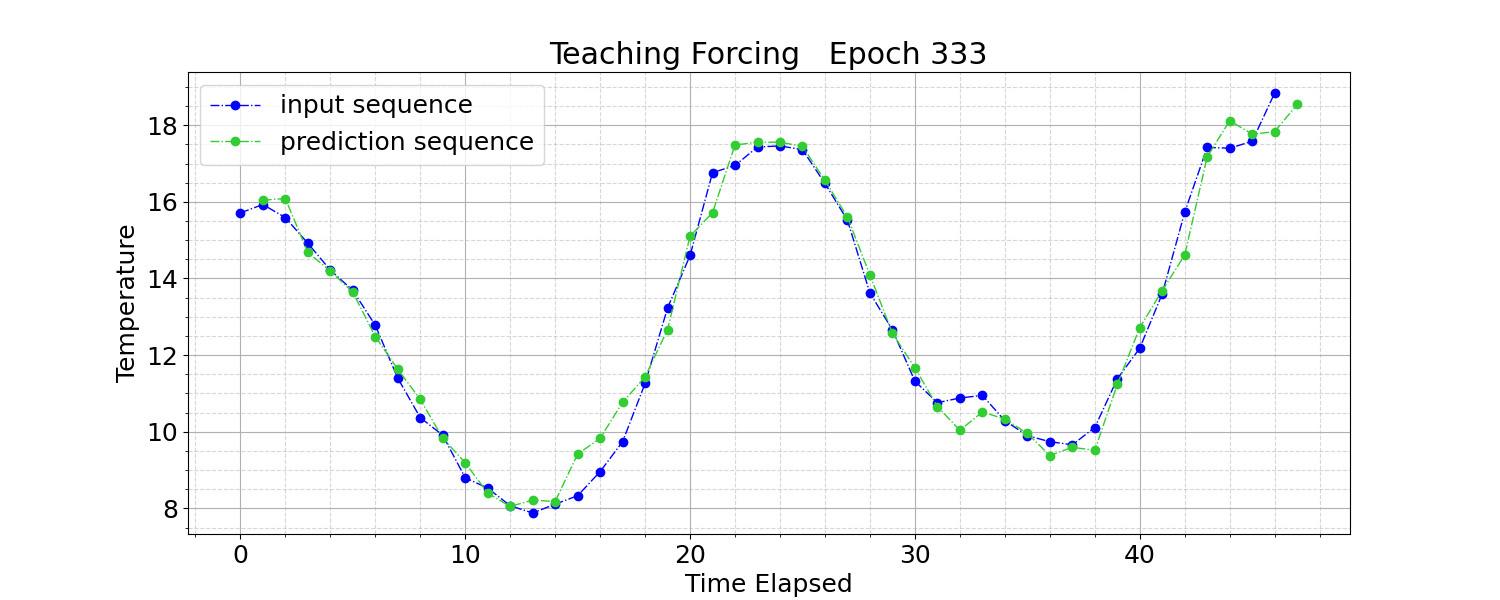 Teaching Forcing   Epoch 333
input sequence
prediction sequence
Temperature
18
16
14
12
10
8
0 10 20 30 40
Time Elapsed